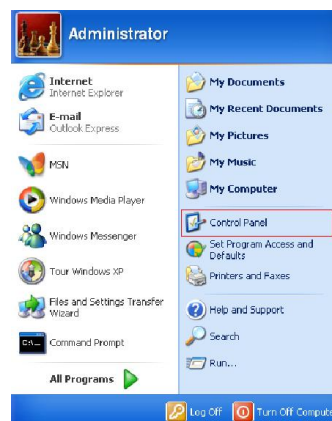 Administrator
Internet
Internet Explorer
E-mail
Outlook Express
MSN
Windows Media Player
Windows Messenger
Tour Windows XP
Files and Settings Transfer
Wizard
C:\_
Command Prompt
All Programs
My Documents
My Recent Documents
My Pictures
My Music
My Computer
Control Panel
Set Program Access and
Defaults
Printers and Faxes
Help and Support
Search
Run...
Log Off
Turn Off Compute